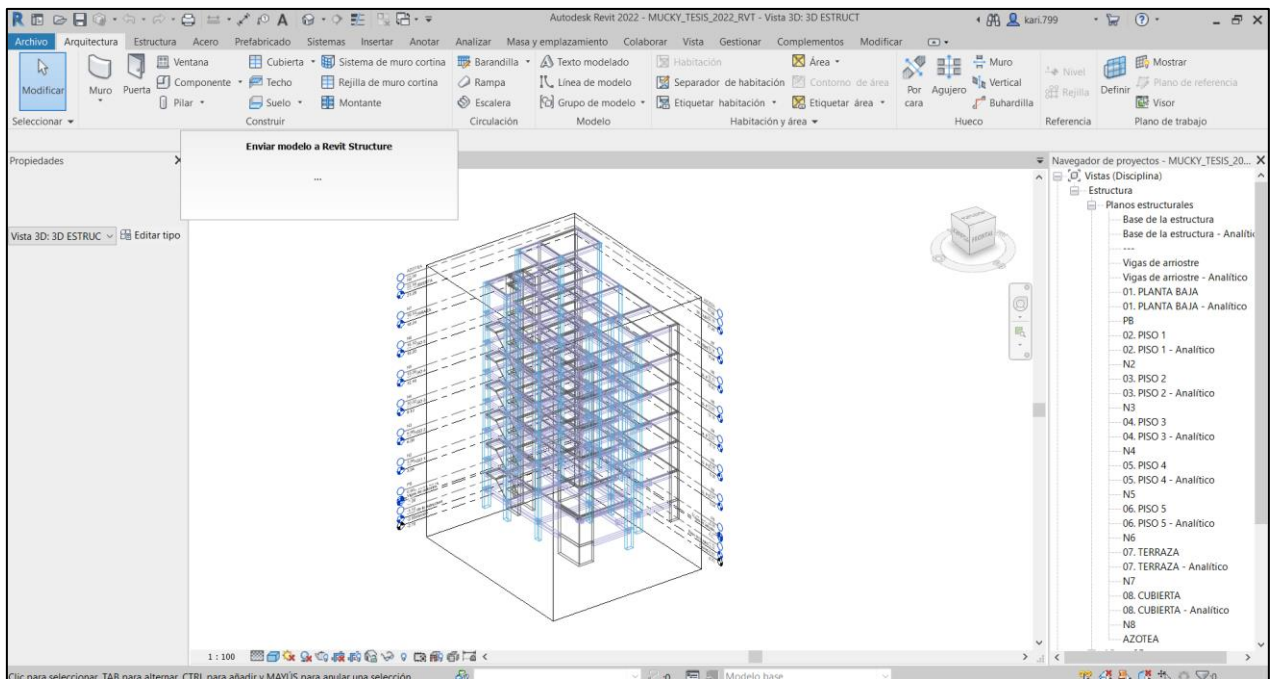 Autodesk Revit 2022 - MUCKY_TESIS_2022_RVT - Vista 3D: 3D ESTRUCT
kari.799
Archivo Arquitectura Estructura Acero Prefabricado Sistemas Insertar Anotar Analizar Masa y emplazamiento Colaborar Vista Gestionar Complementos Modificar
Modificar
Muro
Puerta
Ventana
Componente
Pilar
Cubierta
Techo
Suelo
Sistema de muro cortina
Rejilla de muro cortina
Montante
Barandilla
Rampa
Escalera
Texto modelado
Línea de modelo
Grupo de modelo
Habitación
Separador de habitación
Etiquetar habitación
Área
Contorno de área
Etiquetar área
Por cara
Agujero
Muro
Vertical
Buhardilla
Nivel
Rejilla
Definir
Mostrar
Plano de referencia
Visor
Seleccionar Construir Circulación Modelo Habitación y área Hueco Referencia Plano de trabajo
Enviar modelo a Revit Structure
...
Propiedades
Vista 3D: 3D ESTRUC
Editar tipo
FRONTAL
AZOTEA
Navegador de proyectos - MUCKY_TESIS_20...
Vistas (Disciplina)
Estructura
Planos estructurales
Base de la estructura
Base de la estructura - Analític
---
Vigas de arriostre
Vigas de arriostre - Analítico
01. PLANTA BAJA
01. PLANTA BAJA - Analítico
PB
02. PISO 1
02. PISO 1 - Analítico
N2
03. PISO 2
03. PISO 2 - Analítico
N3
04. PISO 3
04. PISO 3 - Analítico
N4
05. PISO 4
05. PISO 4 - Analítico
N5
06. PISO 5
06. PISO 5 - Analítico
N6
07. TERRAZA
07. TERRAZA - Analítico
N7
08. CUBIERTA
08. CUBIERTA - Analítico
N8
AZOTEA
1 : 100
Clic para seleccionar, TAB para alternar, CTRL para añadir y MAYÚS para anular una selección.
:0
Modelo base
:0